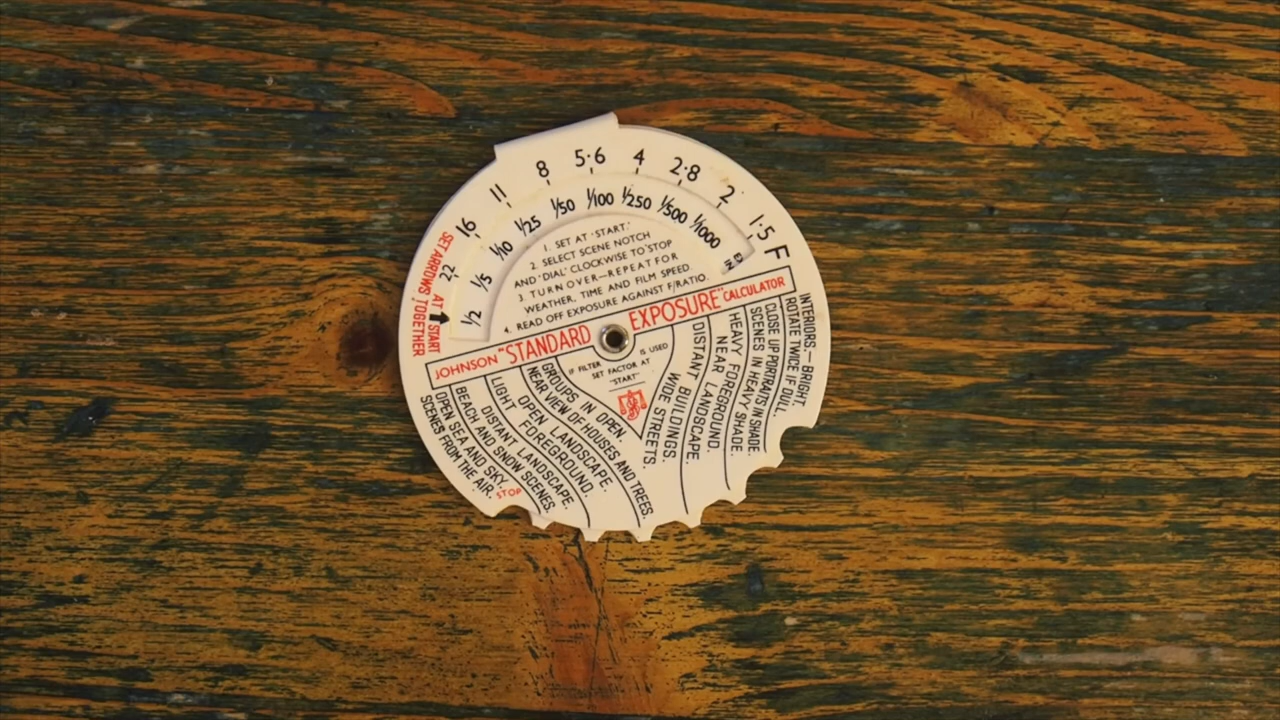 22 16 11 8 5·6 4 2·8 2 1·5 F
1/2 1/5 1/10 1/25 1/50 1/100 1/250 1/500 1/1000
SET ARROWS AT START
TOGETHER
1. SET AT 'START.'
2. SELECT SCENE NOTCH
AND 'DIAL' CLOCKWISE TO 'STOP
3. TURN OVER—REPEAT FOR
WEATHER, TIME AND FILM SPEED
4. READ OFF EXPOSURE AGAINST F/RATIO.
JOHNSON "STANDARD EXPOSURE" CALCULATOR
IF FILTER IS USED
SET FACTOR AT
"START"
SCENES FROM THE AIR.
OPEN SEA AND SKY.
STOP
BEACH AND SNOW SCENES.
DISTANT LANDSCAPE.
LIGHT FOREGROUND.
OPEN LANDSCAPE.
NEAR VIEW OF HOUSES AND TREES.
GROUPS IN OPEN.
WIDE STREETS.
BUILDINGS.
DISTANT LANDSCAPE.
NEAR LARGROUND.
HEAVY FOREGROUND.
HEAVY SHADE.
SCENES IN HEAVY SHADE.
CLOSE UP PORTRAITS IN SHADE.
ROTATE TWICE IF DULL.
INTERIORS:— BRIGHT,